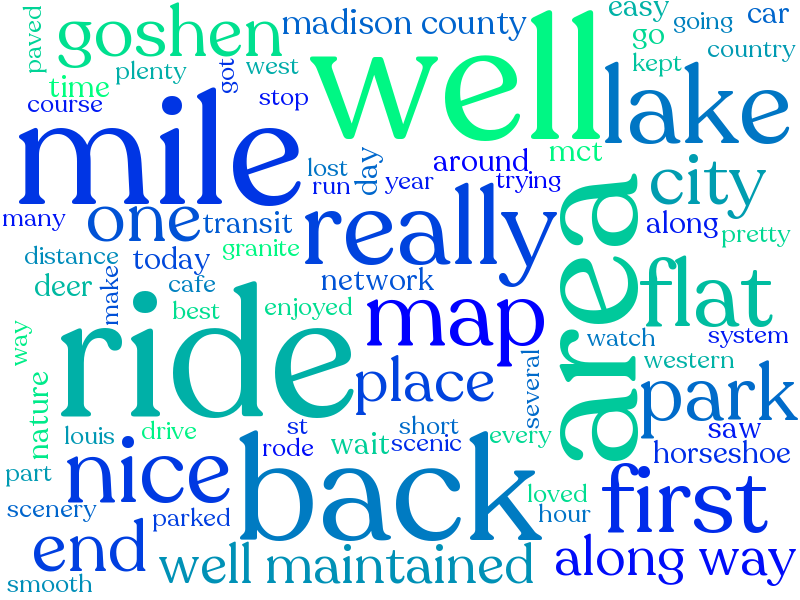 paved
goshen
madison county
well
easy
go
going
car
country
kept
lake
time
plenty
got
west
stop
course
mile
mct
many
one
transit
lost
run
day
year
around
trying
really
area
city
along
pretty
distance
today
granite
network
deer
make
cafe
best
enjoyed
ride
map
flat
watch
system
way
nature
place
several
western
park
louis
drive
st
rode
wait
short
scenic
every
saw
horseshoe
part
nice
back
loved
hour
first
scenery
parked
end
well maintained
along way
smooth